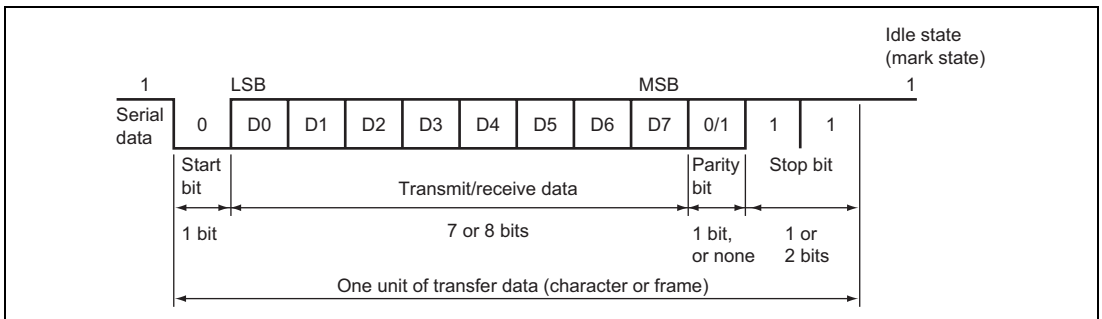 Idle state
(mark state)
1 LSB MSB 1
Serial
data
0 D0 D1 D2 D3 D4 D5 D6 D7 0/1 1 1
Start
bit
Transmit/receive data
Parity
bit
Stop bit
1 bit
7 or 8 bits
1 bit,
or none
1 or
2 bits
One unit of transfer data (character or frame)